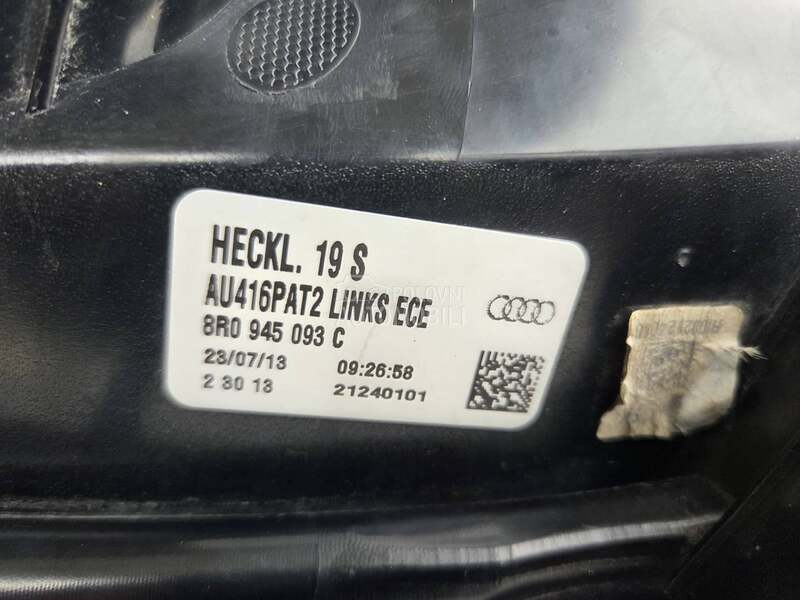 HECKL. 19 S
AU416PAT2 LINKS ECE
8R0 945 093 C
23/07/13 09:26:58
2 30 13 21240101